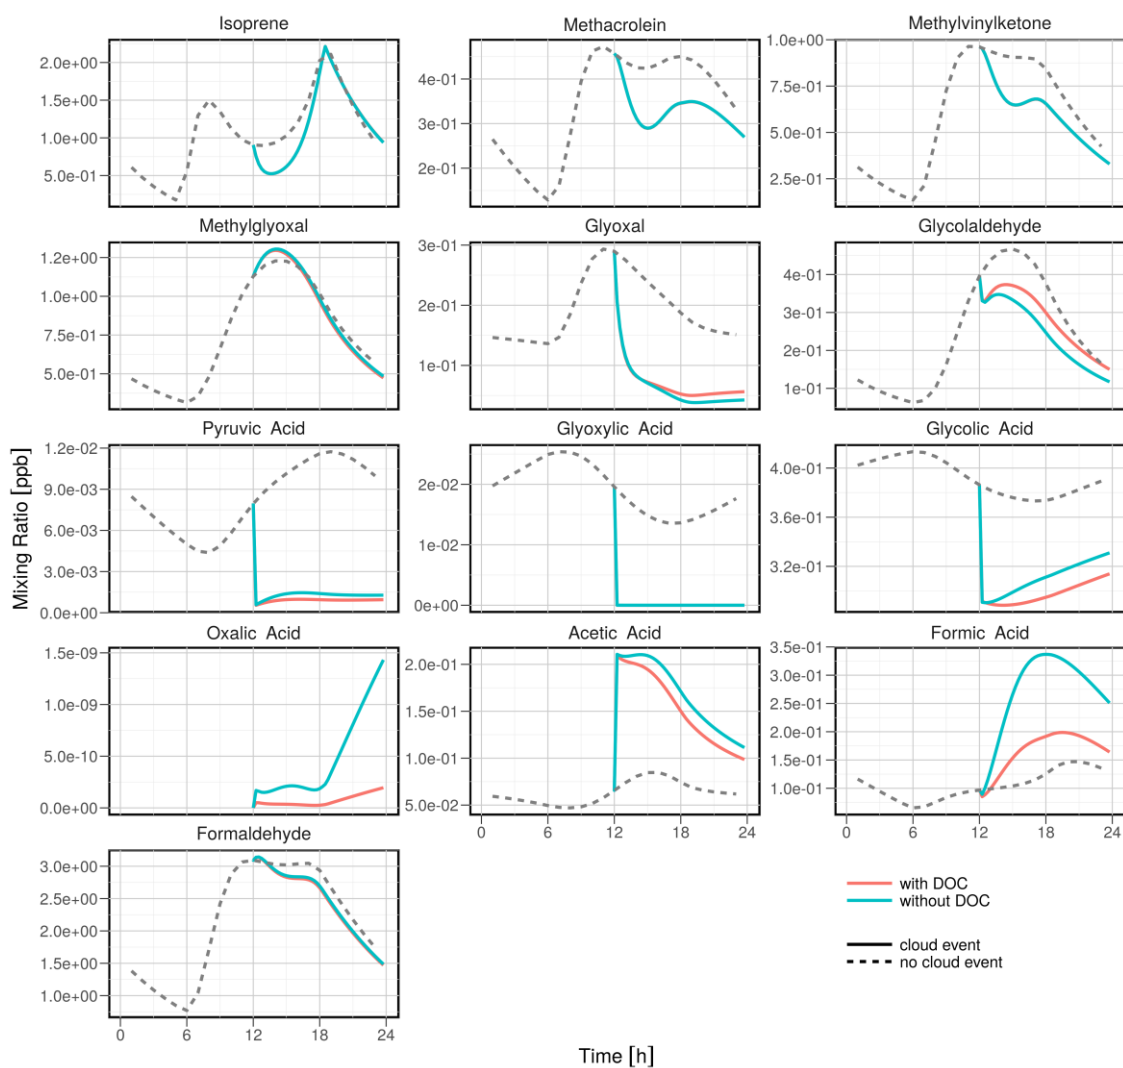 Isoprene
Methacrolein
Methylvinylketone
2.0e+00
1.5e+00
1.0e+00
5.0e-01
4e-01
3e-01
2e-01
1.0e+00
7.5e-01
5.0e-01
2.5e-01
Methylglyoxal
Glyoxal
Glycolaldehyde
1.2e+00
1.0e+00
7.5e-01
5.0e-01
3e-01
2e-01
1e-01
4e-01
3e-01
2e-01
1e-01
Pyruvic Acid
Glyoxylic Acid
Glycolic Acid
1.2e-02
9.0e-03
6.0e-03
3.0e-03
0.0e+00
2e-02
1e-02
0e+00
4.0e-01
3.6e-01
3.2e-01
Mixing Ratio [ppb]
Oxalic Acid
Acetic Acid
Formic Acid
1.5e-09
1.0e-09
5.0e-10
0.0e+00
2.0e-01
1.5e-01
1.0e-01
5.0e-02
3.5e-01
3.0e-01
2.5e-01
2.0e-01
1.5e-01
1.0e-01
0 6 12 18 24
0 6 12 18 24
Formaldehyde
3.0e+00
2.5e+00
2.0e+00
1.5e+00
1.0e+00
0 6 12 18 24
with DOC
without DOC
cloud event
no cloud event
Time [h]